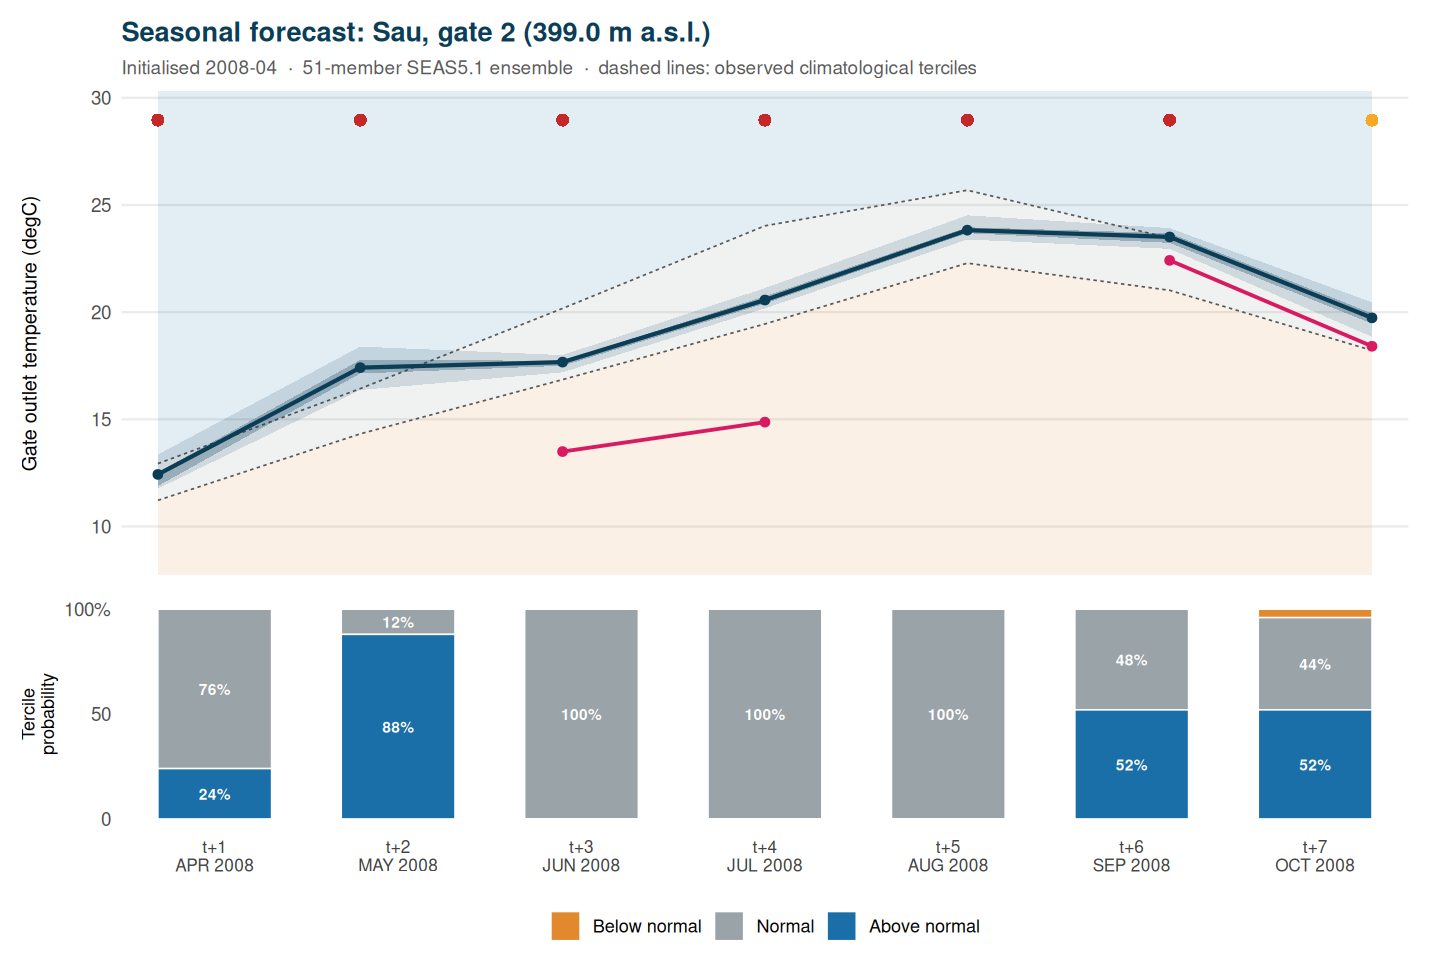 Seasonal forecast: Sau, gate 2 (399.0 m a.s.l.)
Initialised 2008-04 · 51-member SEAS5.1 ensemble · dashed lines: observed climatological terciles
30
25
20
15
10
Gate outlet temperature (degC)
100%
50
0
Tercile
probability
76%
24%
12%
88%
100%
100%
100%
48%
52%
44%
52%
t+1
APR 2008
t+2
MAY 2008
t+3
JUN 2008
t+4
JUL 2008
t+5
AUG 2008
t+6
SEP 2008
t+7
OCT 2008
Below normal
Normal
Above normal